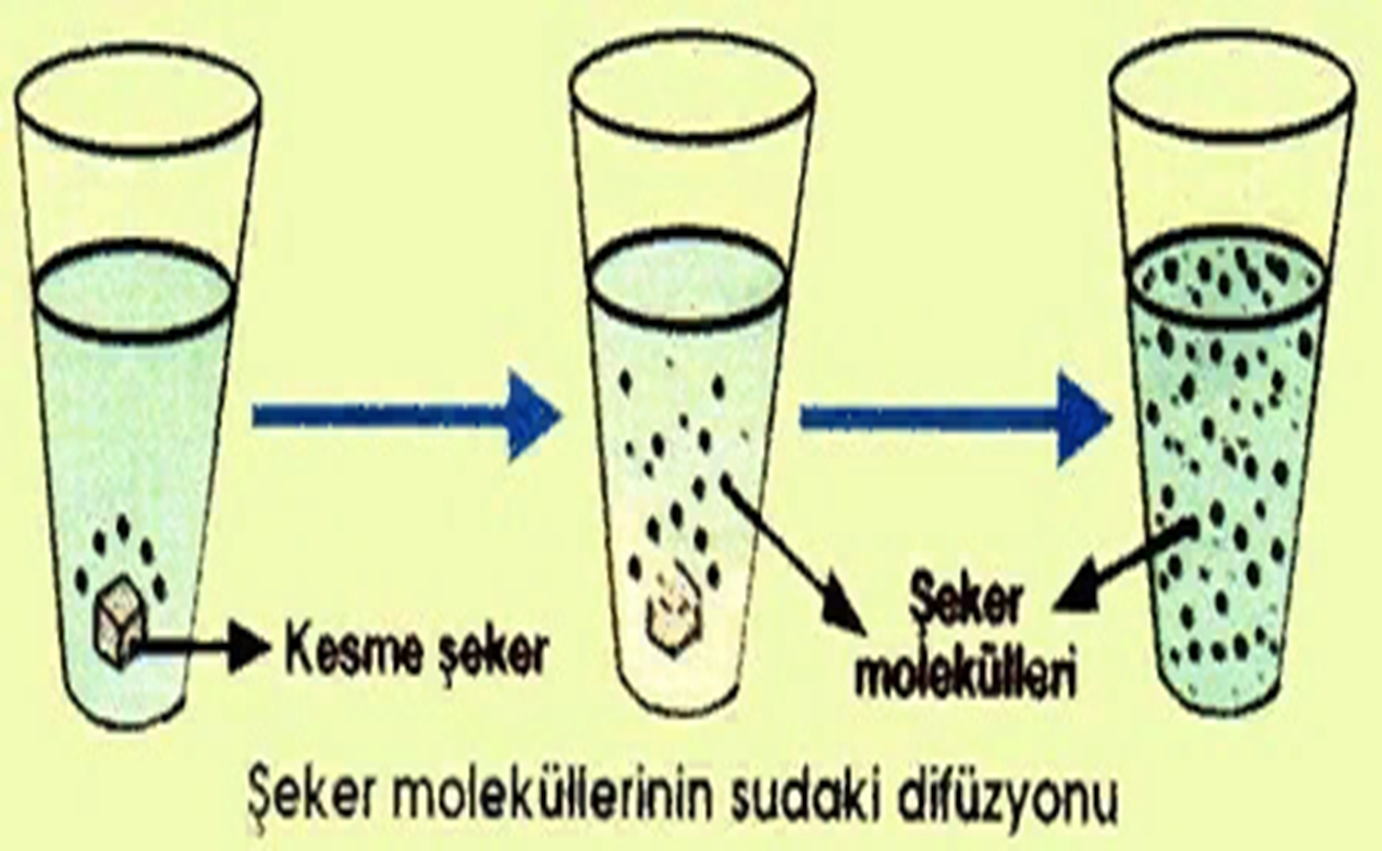 Kesme şeker
Şeker
molekülleri
Şeker moleküllerinin sudaki difüzyonu